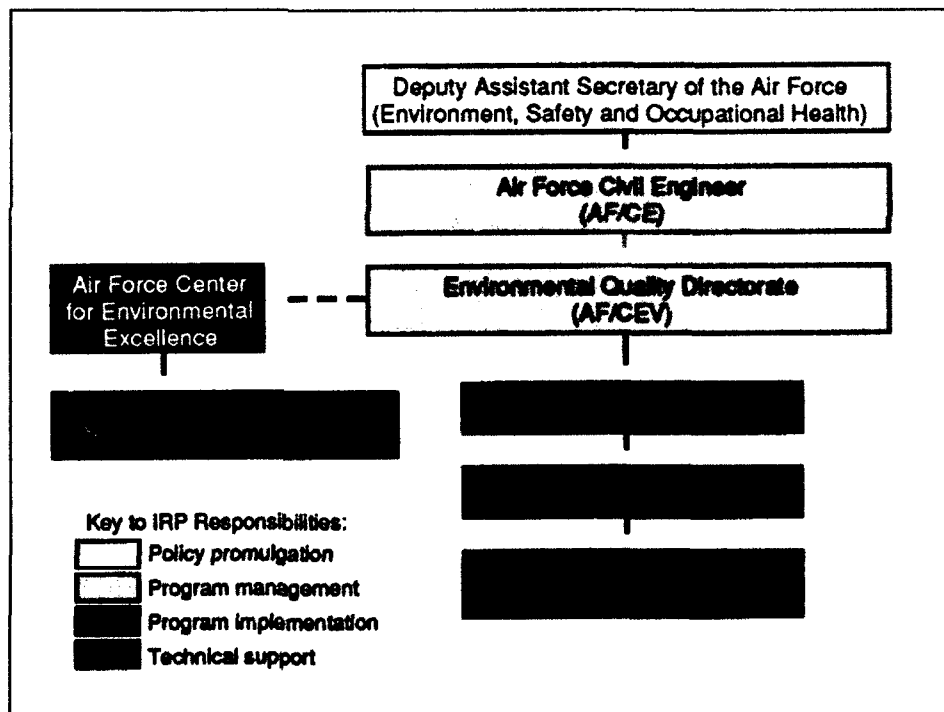 Deputy Assistant Secretary of the Air Force
(Environment, Safety and Occupational Health)
Air Force Civil Engineer
(AF/CE)
Environmental Quality Directorate
(AF/CEV)
Air Force Center
for Environmental
Excellence
Key to IRP Responsibilities:
Policy promulgation
Program management
Program implementation
Technical support